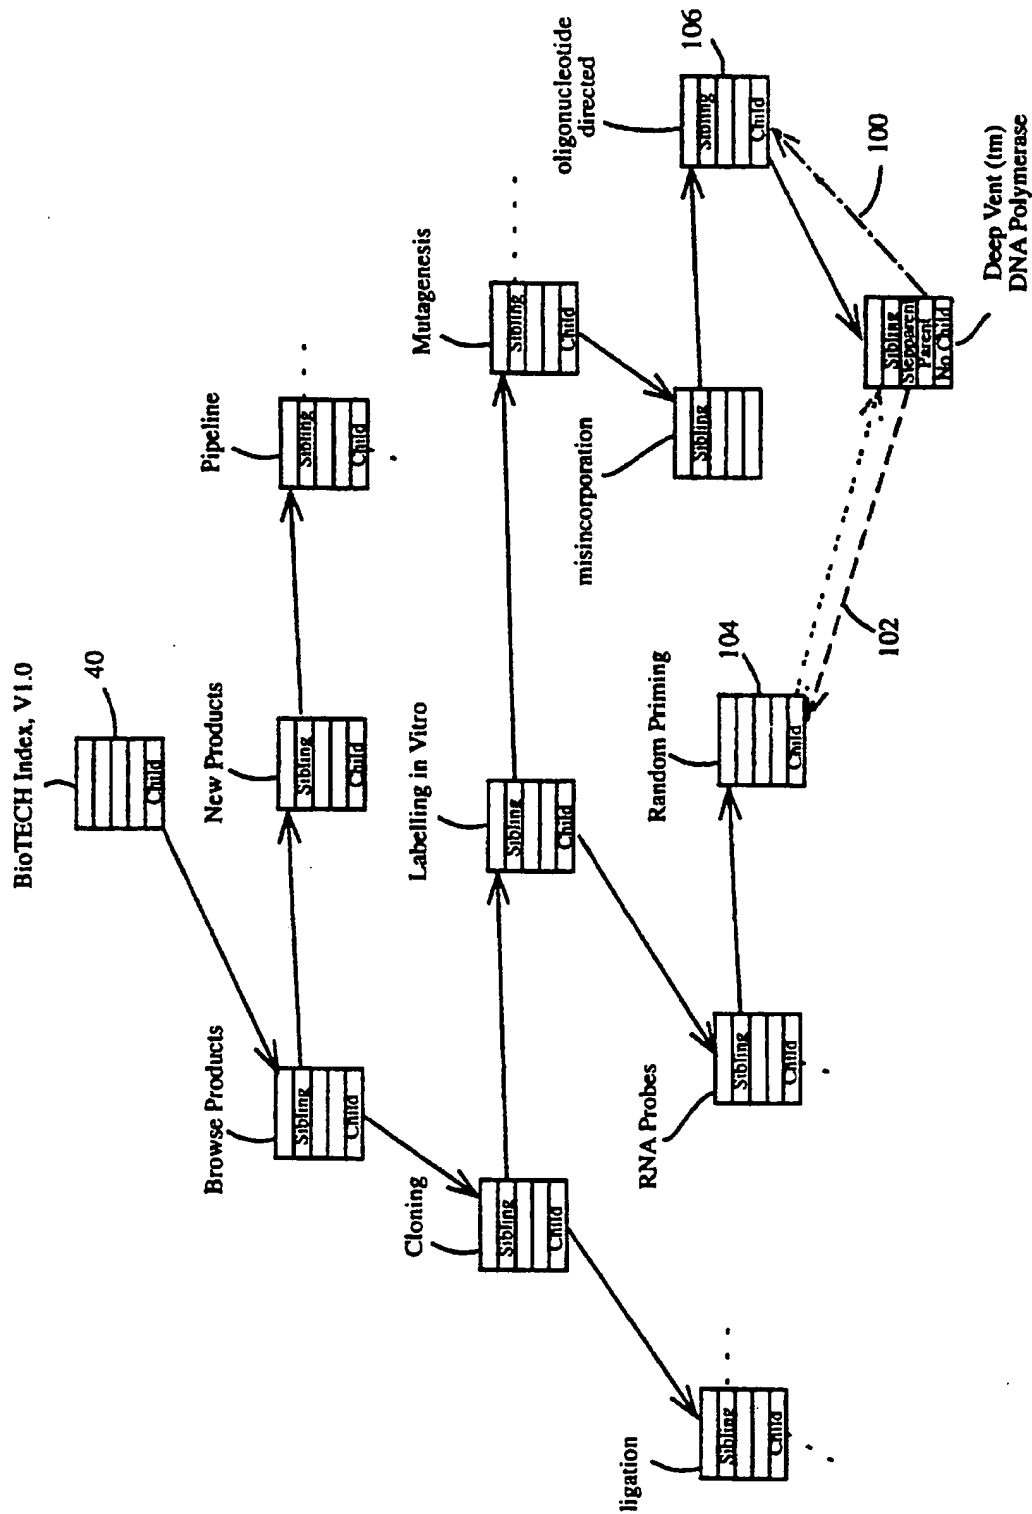 BioTECH Index, V1.0
40
Child
Browse Products
Sibling
Child
New Products
Sibling
Child
Pipeline
Sibling
Child
Cloning
Sibling
Child
Labelling in Vitro
Sibling
Child
Mutagenesis
Sibling
Child
ligation
Sibling
Child
RNA Probes
Sibling
Child
Random Priming
104
Child
misincorporation
Sibling
oligonucleotide
directed
106
Sibling
Child
100
102
Sibling
Stepparent
Parent
No Child
Deep Vent (tm)
DNA Polymerase